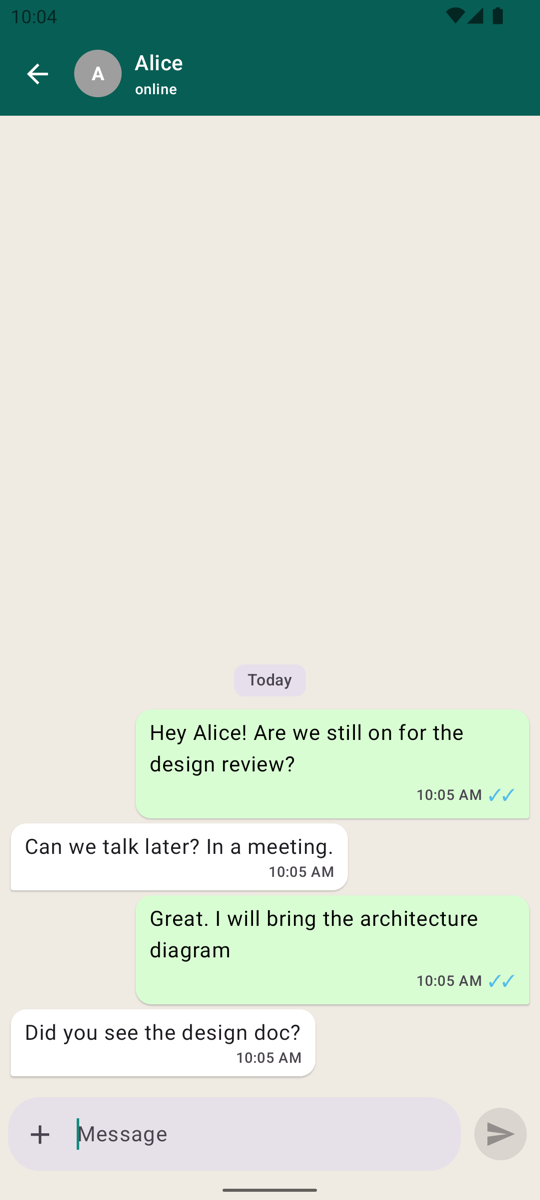 10:04
A
Alice
online
Today
Hey Alice! Are we still on for the
design review?
10:05 AM ✓✓
Can we talk later? In a meeting.
10:05 AM
Great. I will bring the architecture
diagram
10:05 AM ✓✓
Did you see the design doc?
10:05 AM
Message